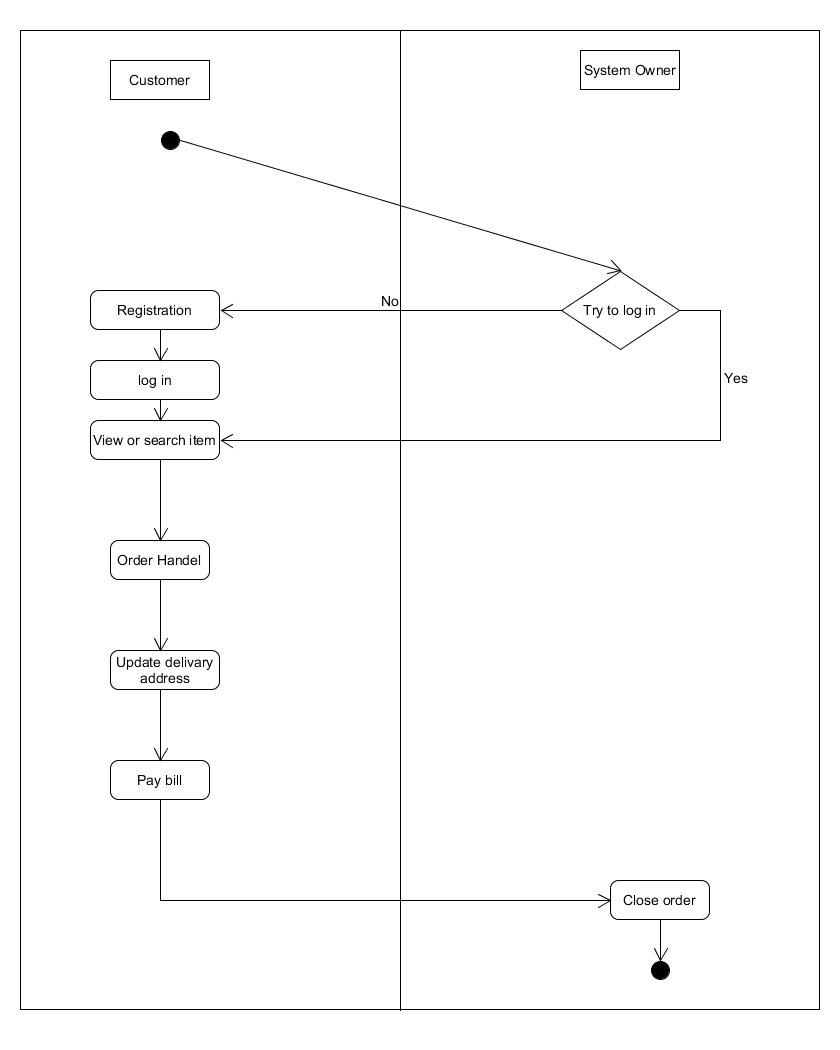 Customer
System Owner
Try to log in
No
Registration
Yes
log in
View or search item
Order Handel
Update delivary
address
Pay bill
Close order